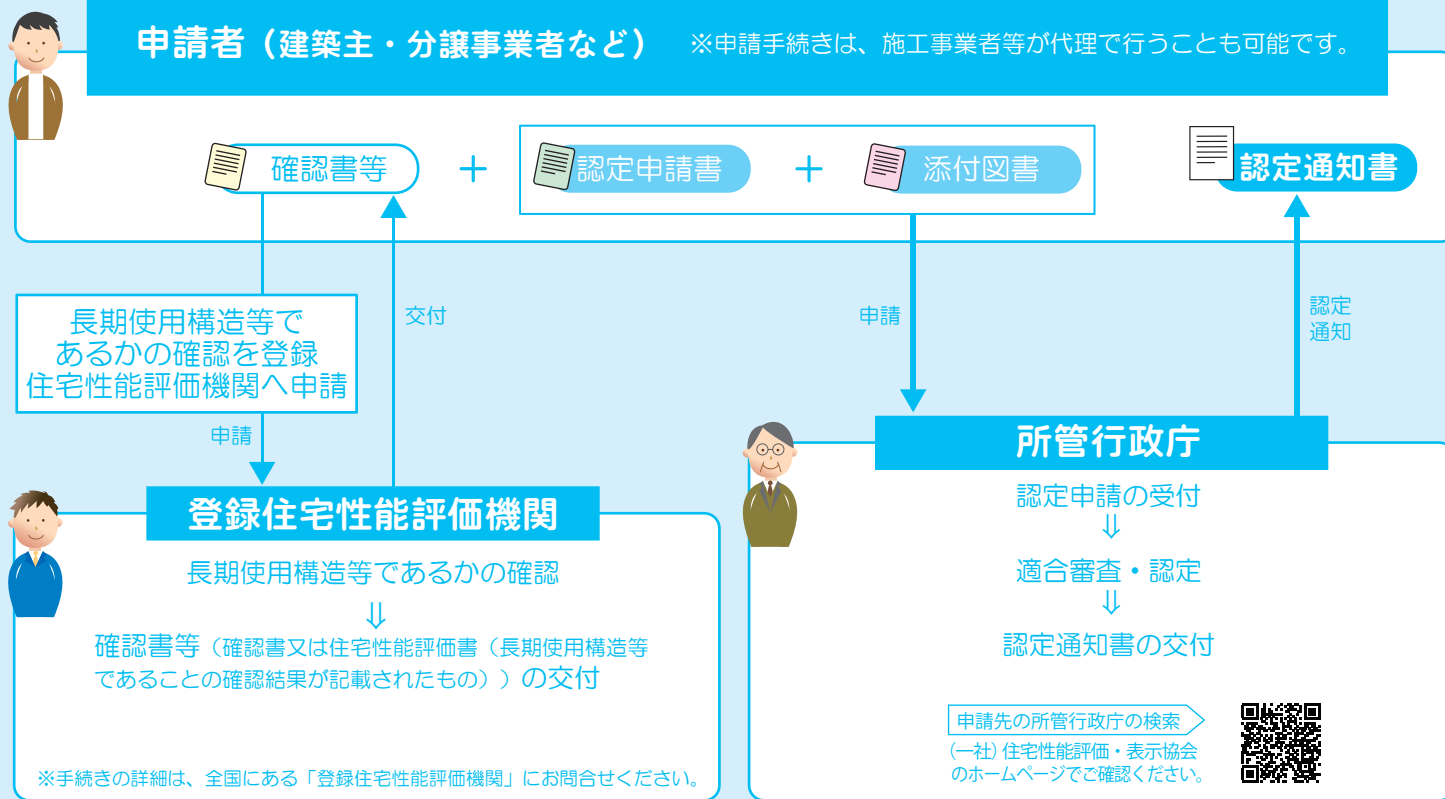 申請者（建築主・分譲事業者など） ※申請手続きは、施工事業者等が代理で行うことも可能です。
確認書等 ＋ 認定申請書 ＋ 添付図書
認定通知書
長期使用構造等で
あるかの確認を登録
住宅性能評価機関へ申請
申請
交付
申請
認定
通知
登録住宅性能評価機関
長期使用構造等であるかの確認
⇓
確認書等（確認書又は住宅性能評価書（長期使用構造等
であることの確認結果が記載されたもの））の交付
※手続きの詳細は、全国にある「登録住宅性能評価機関」にお問合せください。
所管行政庁
認定申請の受付
⇓
適合審査・認定
⇓
認定通知書の交付
申請先の所管行政庁の検索
（一社）住宅性能評価・表示協会
のホームページでご確認ください。